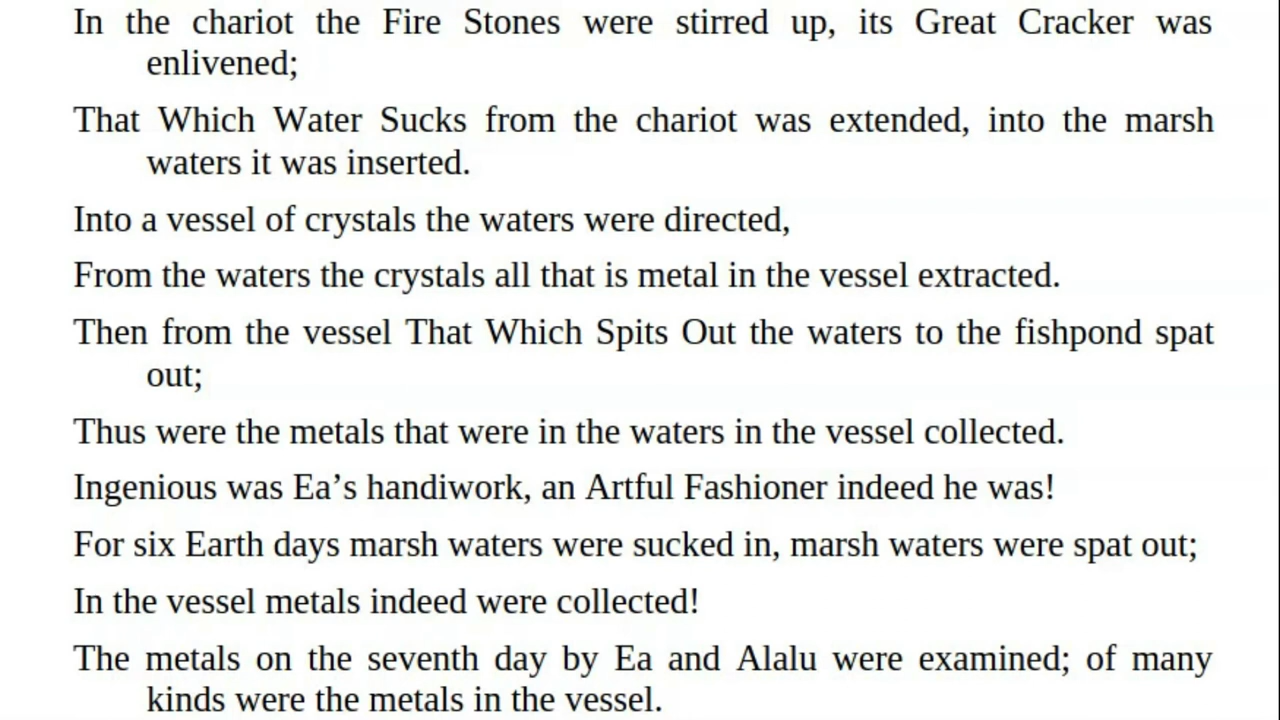 In the chariot the Fire Stones were stirred up, its Great Cracker was
enlivened;
That Which Water Sucks from the chariot was extended, into the marsh
waters it was inserted.
Into a vessel of crystals the waters were directed,
From the waters the crystals all that is metal in the vessel extracted.
Then from the vessel That Which Spits Out the waters to the fishpond spat
out;
Thus were the metals that were in the waters in the vessel collected.
Ingenious was Ea’s handiwork, an Artful Fashioner indeed he was!
For six Earth days marsh waters were sucked in, marsh waters were spat out;
In the vessel metals indeed were collected!
The metals on the seventh day by Ea and Alalu were examined; of many
kinds were the metals in the vessel.